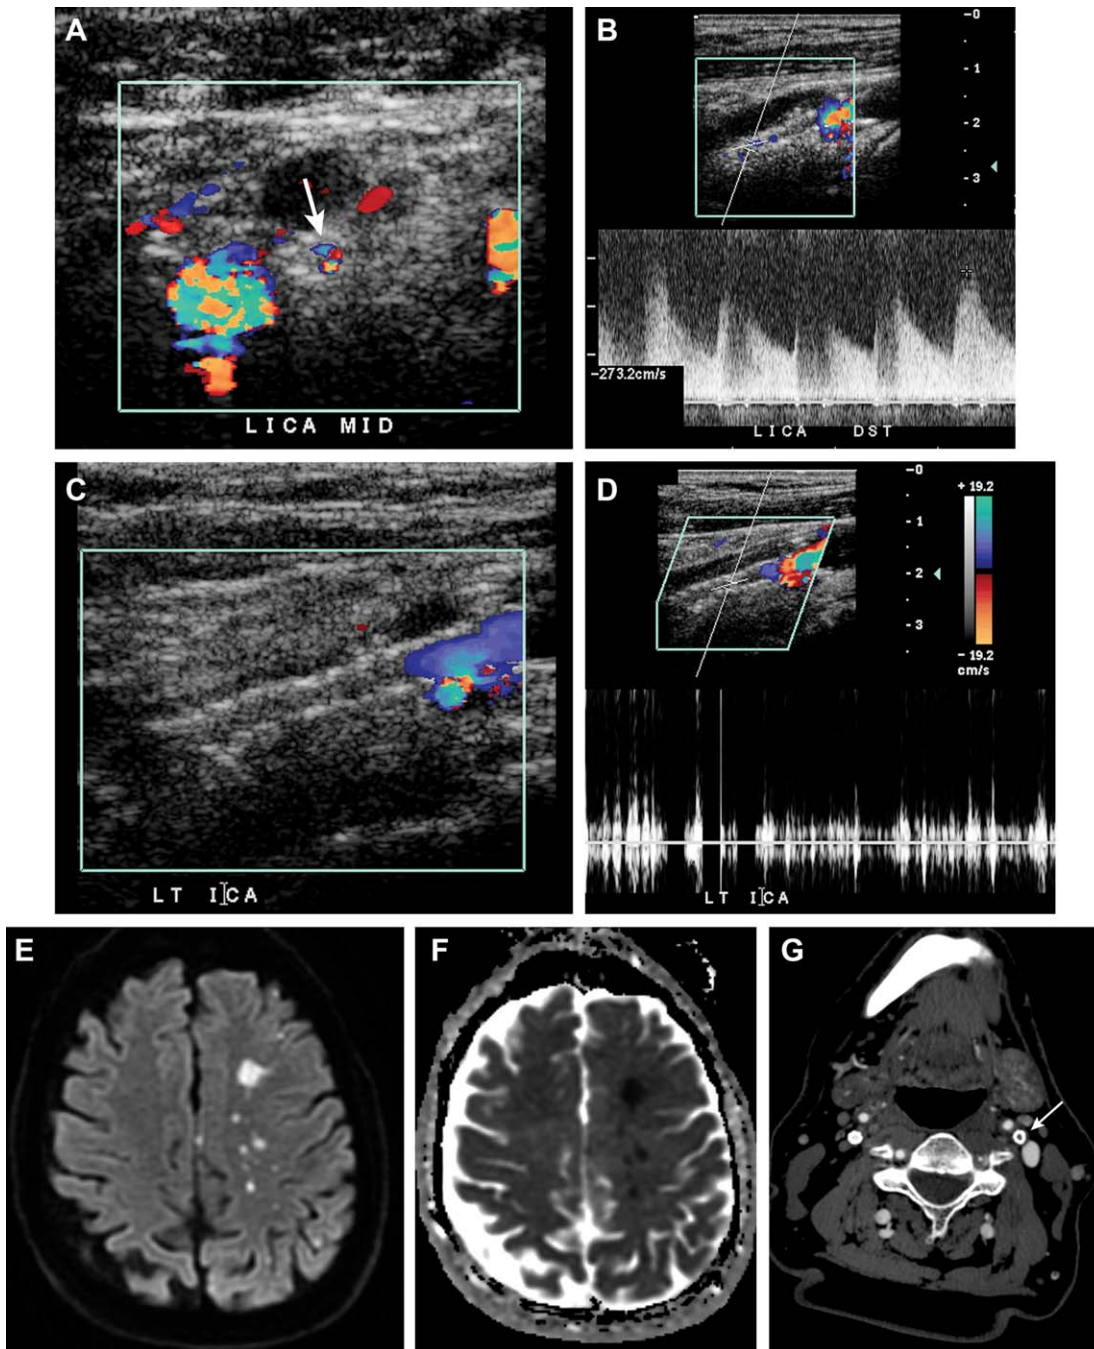 A
LICA MID
B
-0
-1
-2
-3
-273.2cm/s
LICA DST
C
LT ICA
D
-0
-1
-2
-3
+ 19.2
- 19.2
cm/s
LT ICA
E
F
G